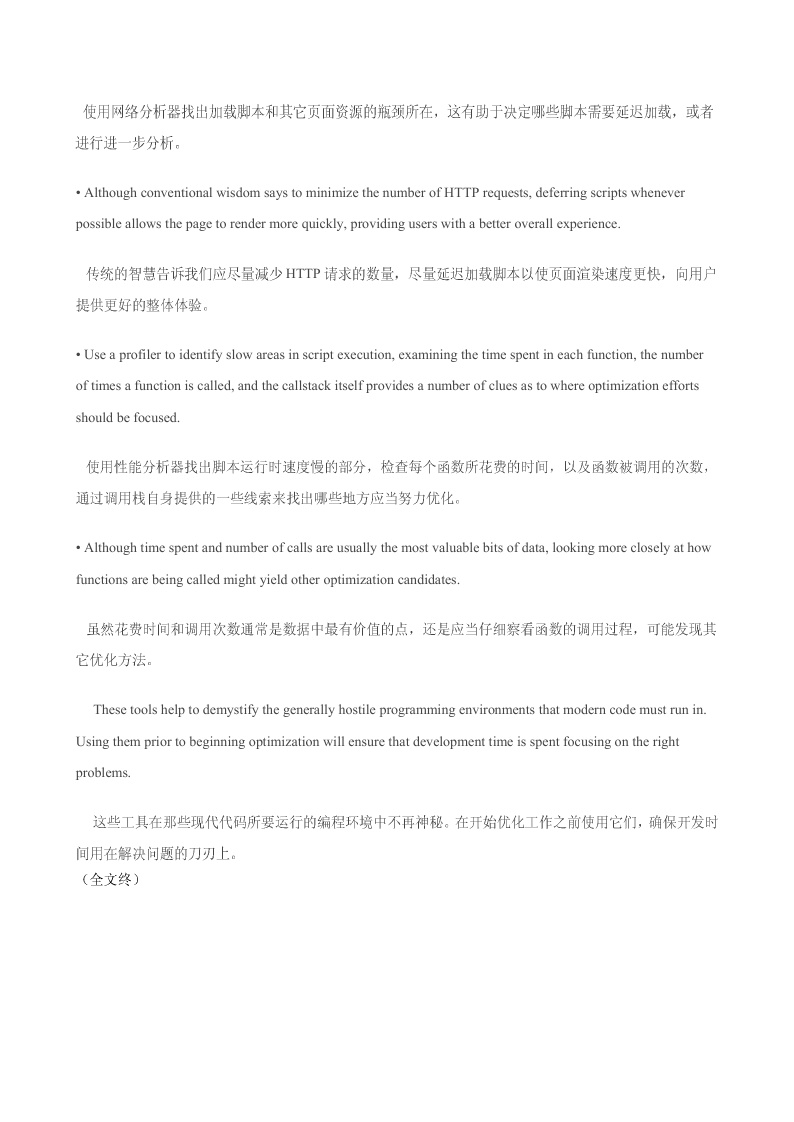 使用网络分析器找出加载脚本和其它页面资源的瓶颈所在，这有助于决定哪些脚本需要延迟加载，或者
进行进一步分析。
• Although conventional wisdom says to minimize the number of HTTP requests, deferring scripts whenever
possible allows the page to render more quickly, providing users with a better overall experience.
传统的智慧告诉我们应尽量减少 HTTP 请求的数量，尽量延迟加载脚本以使页面渲染速度更快，向用户
提供更好的整体体验。
• Use a profiler to identify slow areas in script execution, examining the time spent in each function, the number
of times a function is called, and the callstack itself provides a number of clues as to where optimization efforts
should be focused.
使用性能分析器找出脚本运行时速度慢的部分，检查每个函数所花费的时间，以及函数被调用的次数，
通过调用栈自身提供的一些线索来找出哪些地方应当努力优化。
• Although time spent and number of calls are usually the most valuable bits of data, looking more closely at how
functions are being called might yield other optimization candidates.
虽然花费时间和调用次数通常是数据中最有价值的点，还是应当仔细察看函数的调用过程，可能发现其
它优化方法。
These tools help to demystify the generally hostile programming environments that modern code must run in.
Using them prior to beginning optimization will ensure that development time is spent focusing on the right
problems.
这些工具在那些现代代码所要运行的编程环境中不再神秘。在开始优化工作之前使用它们，确保开发时
间用在解决问题的刀刃上。
（全文终）